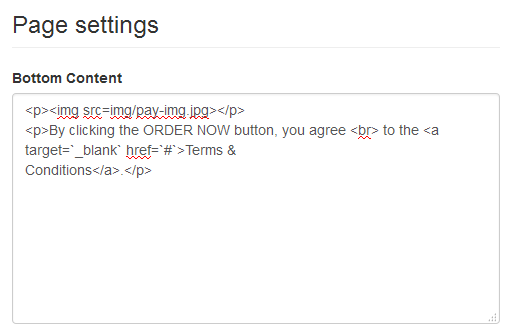 Page settings
Bottom Content
<p><img src=img/pay-img.jpg></p>
<p>By clicking the ORDER NOW button, you agree <br> to the <a
target=`_blank` href=`#`>Terms &
Conditions</a>.</p>